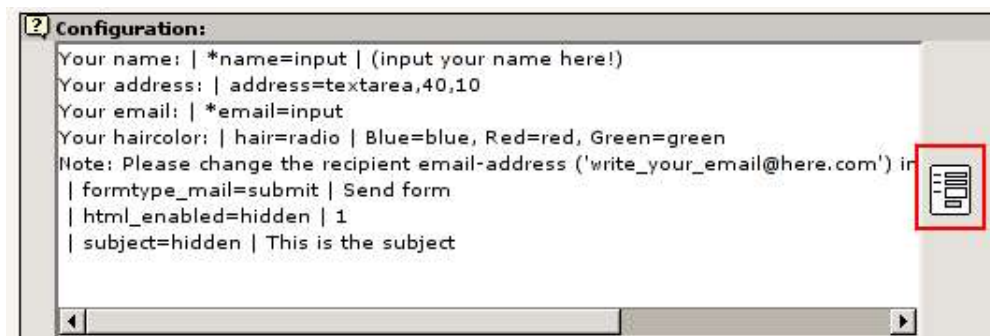 Configuration:
Your name: | *name=input | (input your name here!)
Your address: | address=textarea,40,10
Your email: | *email=input
Your haircolor: | hair=radio | Blue=blue, Red=red, Green=green
Note: Please change the recipient email-address ('write_your_email@here.com')
| formtype_mail=submit | Send form
| html_enabled=hidden | 1
| subject=hidden | This is the subject